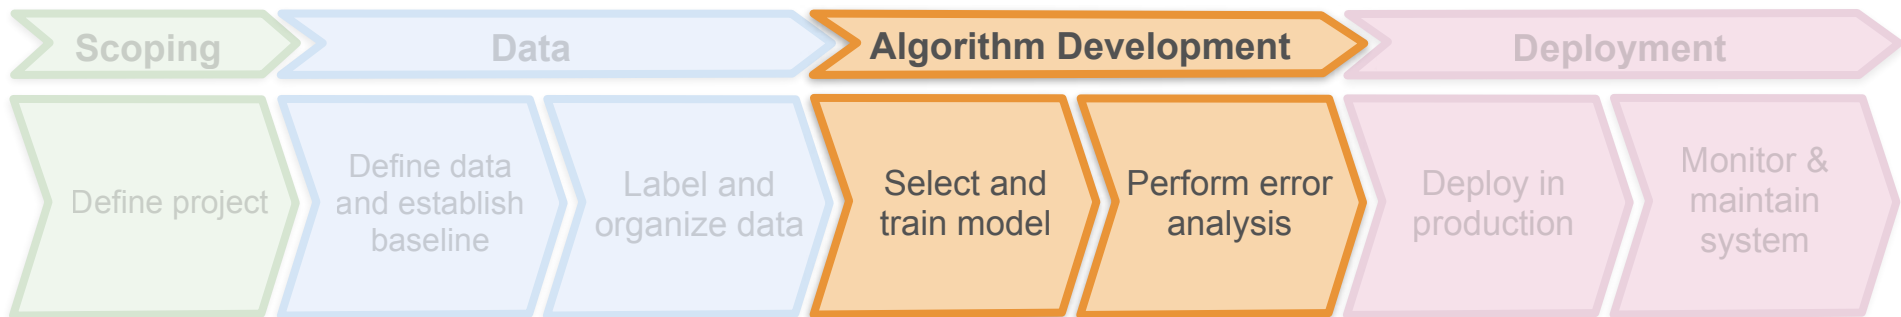 Scoping
Data
Algorithm Development
Deployment
Define project
Define data
and establish
baseline
Label and
organize data
Select and
train model
Perform error
analysis
Deploy in
production
Monitor &
maintain
system